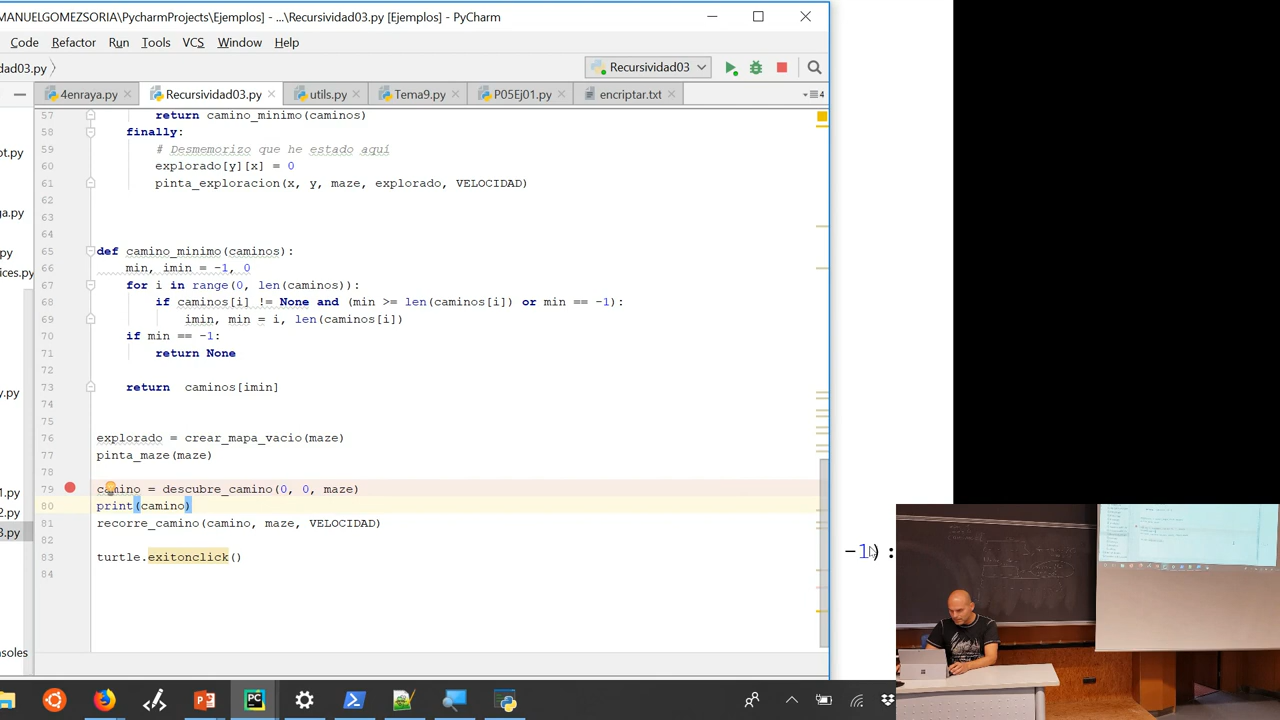 MANUELGOMEZSORIA\PycharmProjects\Ejemplos] - ...\Recursividad03.py [Ejemplos] - PyCharm
Code Refactor Run Tools VCS Window Help
dad03.py
Recursividad03
4enraya.py Recursividad03.py utils.py Tema9.py P05Ej01.py encriptar.txt
4
57 return camino_minimo(caminos)
58 finally:
59 # Desmemorizo que he estado aquí
60 explorado[y][x] = 0
61 pinta_exploracion(x, y, maze, explorado, VELOCIDAD)
62
63
64
65 def camino_minimo(caminos):
66 min, imin = -1, 0
67 for i in range(0, len(caminos)):
68 if caminos[i] != None and (min >= len(caminos[i]) or min == -1):
69 imin, min = i, len(caminos[i])
70 if min == -1:
71 return None
72
73 return  caminos[imin]
74
75
76 explorado = crear_mapa_vacio(maze)
77 pinta_maze(maze)
78
79 camino = descubre_camino(0, 0, maze)
80 print(camino)
81 recorre_camino(camino, maze, VELOCIDAD)
82
83 turtle.exitonclick()
84
ot.py
ga.py
py
ices.py
y.py
1.py
2.py
3.py
onsoles
-1):
PC